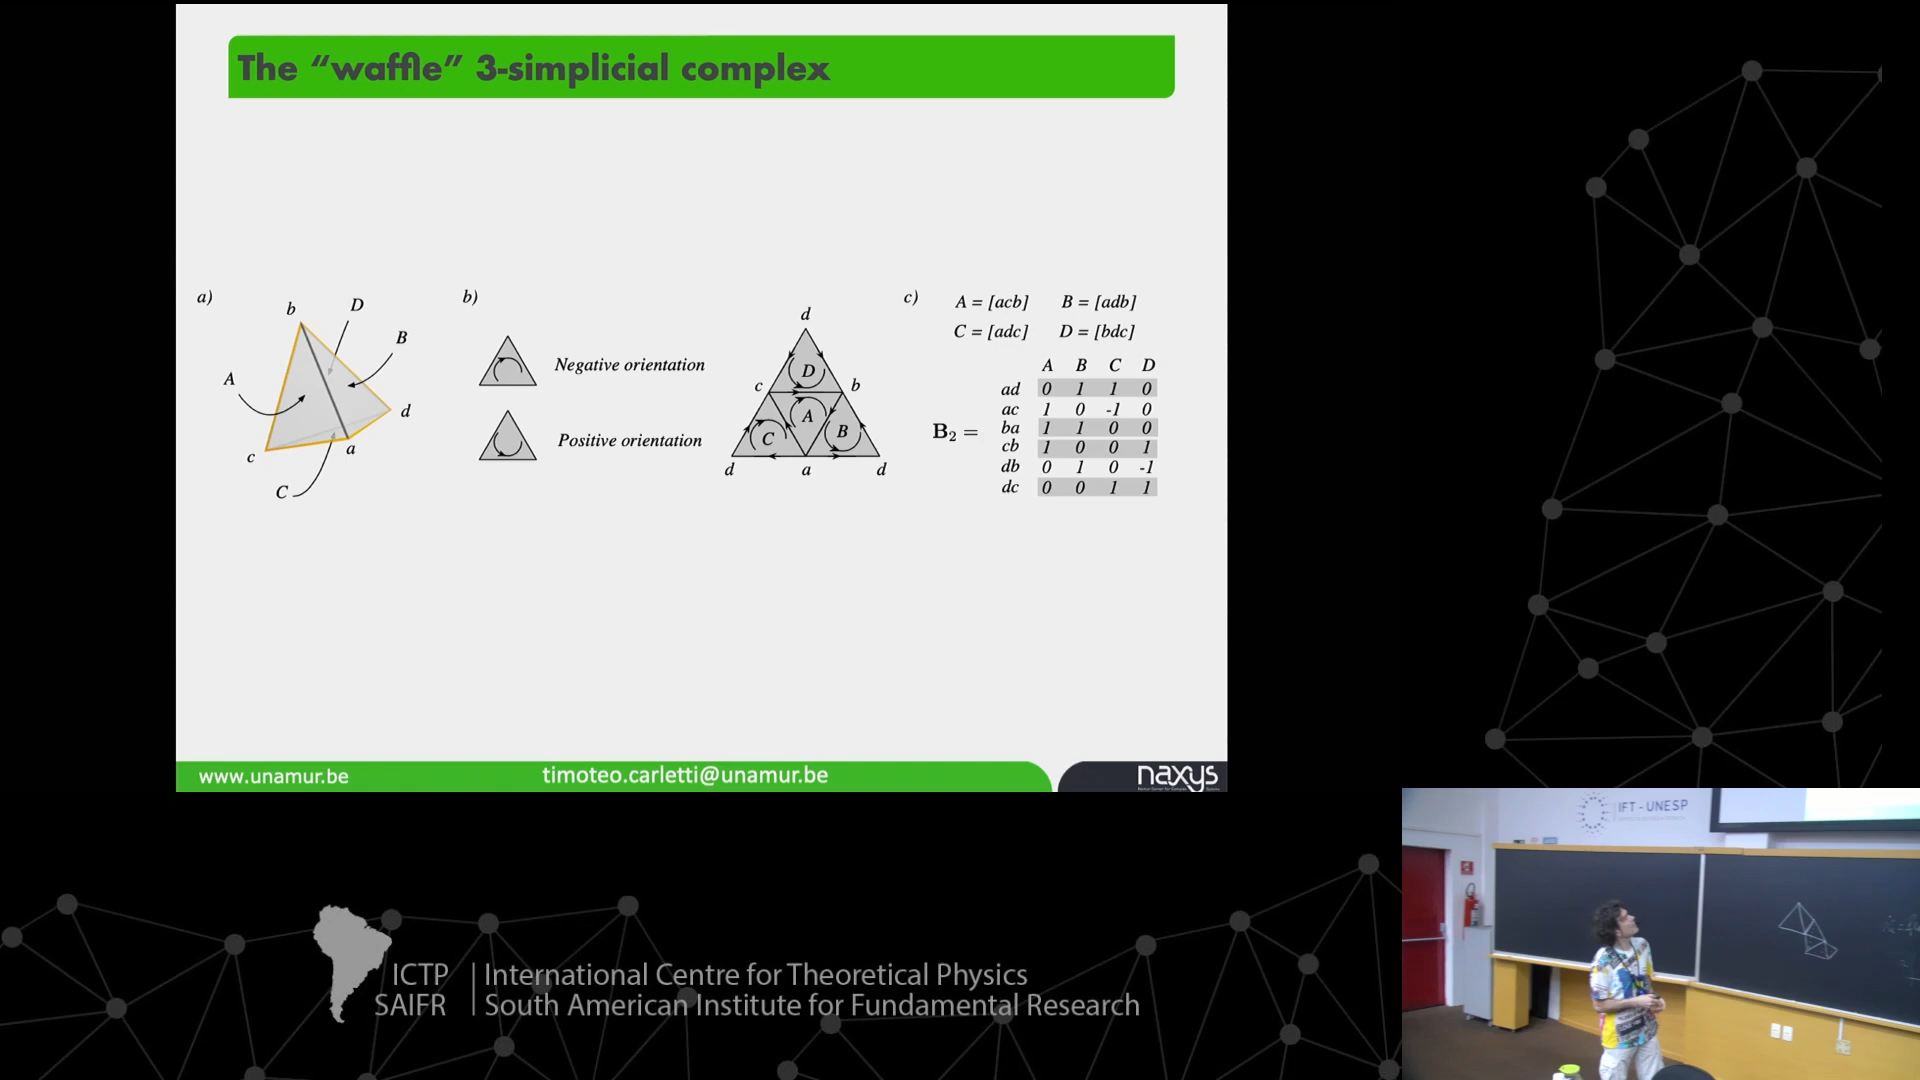 The “waffle” 3-simplicial complex
a)
b
D
B
A
d
a
c
C
b)
Negative orientation
Positive orientation
d
D
c
b
A
C
B
d
a
d
c)
A = [acb] B = [adb]
C = [adc] D = [bdc]
A B C D
ad 0 1 1 0
ac 1 0 -1 0
ba 1 1 0 0
B2 =
cb 1 0 0 1
db 0 1 0 -1
dc 0 0 1 1
www.unamur.be
timoteo.carletti@unamur.be
naxys
IFT - UNESP
ICTP
SAIFR
International Centre for Theoretical Physics
South American Institute for Fundamental Research